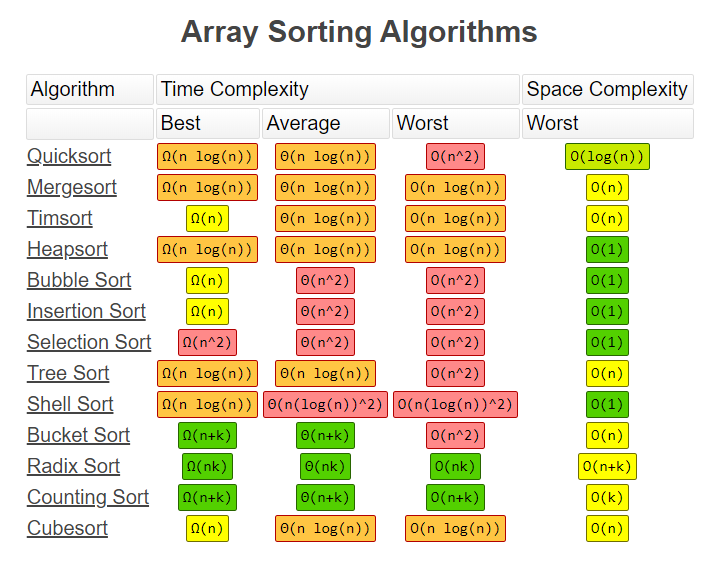 Array Sorting Algorithms
Algorithm Time Complexity Space Complexity
Best Average Worst Worst
Quicksort Ω(n log(n)) Θ(n log(n)) O(n^2) O(log(n))
Mergesort Ω(n log(n)) Θ(n log(n)) O(n log(n)) O(n)
Timsort Ω(n) Θ(n log(n)) O(n log(n)) O(n)
Heapsort Ω(n log(n)) Θ(n log(n)) O(n log(n)) O(1)
Bubble Sort Ω(n) Θ(n^2) O(n^2) O(1)
Insertion Sort Ω(n) Θ(n^2) O(n^2) O(1)
Selection Sort Ω(n^2) Θ(n^2) O(n^2) O(1)
Tree Sort Ω(n log(n)) Θ(n log(n)) O(n^2) O(n)
Shell Sort Ω(n log(n)) Θ(n(log(n))^2) O(n(log(n))^2) O(1)
Bucket Sort Ω(n+k) Θ(n+k) O(n^2) O(n)
Radix Sort Ω(nk) Θ(nk) O(nk) O(n+k)
Counting Sort Ω(n+k) Θ(n+k) O(n+k) O(k)
Cubesort Ω(n) Θ(n log(n)) O(n log(n)) O(n)